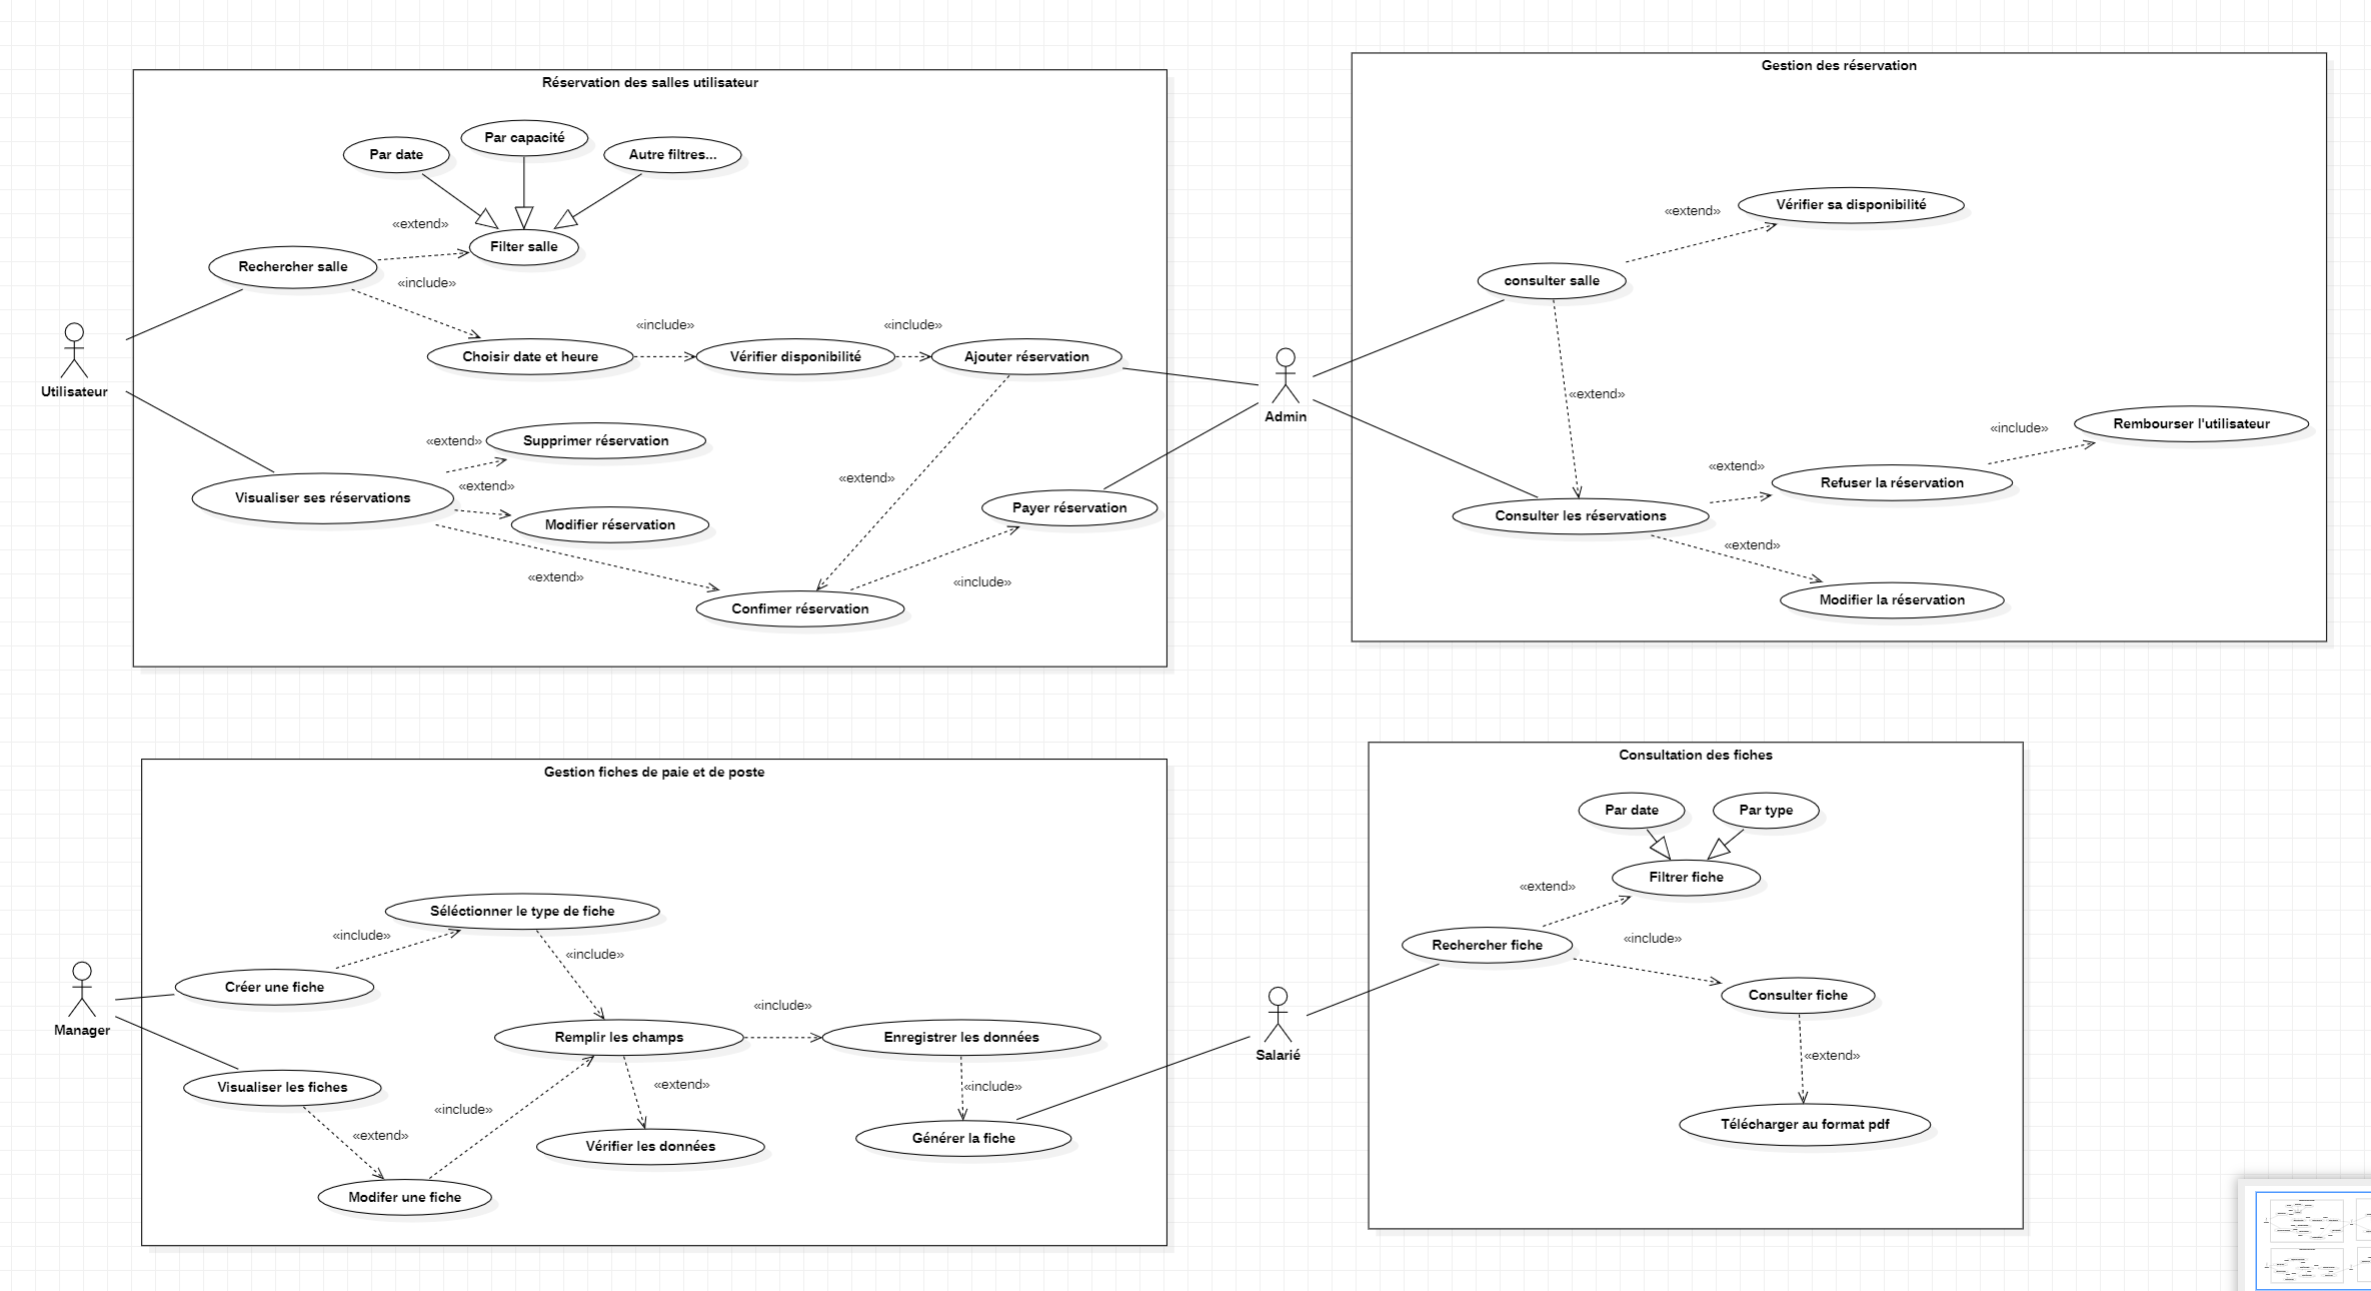 Réservation des salles utilisateur
Par date
Par capacité
Autre filtres...
«extend»
Filter salle
Rechercher salle
«include»
«include»
«include»
Choisir date et heure
Vérifier disponibilité
Ajouter réservation
Utilisateur
«extend»
Supprimer réservation
«extend»
«extend»
Visualiser ses réservations
Payer réservation
Modifier réservation
«extend»
«include»
Confimer réservation
Admin
Gestion des réservation
«extend»
Vérifier sa disponibilité
consulter salle
«extend»
«include»
Rembourser l'utilisateur
«extend»
Refuser la réservation
Consulter les réservations
«extend»
Modifier la réservation
Gestion fiches de paie et de poste
Séléctionner le type de fiche
«include»
«include»
Créer une fiche
Manager
«include»
Remplir les champs
Enregistrer les données
Visualiser les fiches
«extend»
«include»
«include»
«extend»
Vérifier les données
Générer la fiche
Modifer une fiche
Salarié
Consultation des fiches
Par date
Par type
Filtrer fiche
«extend»
Rechercher fiche
«include»
Consulter fiche
«extend»
Télécharger au format pdf